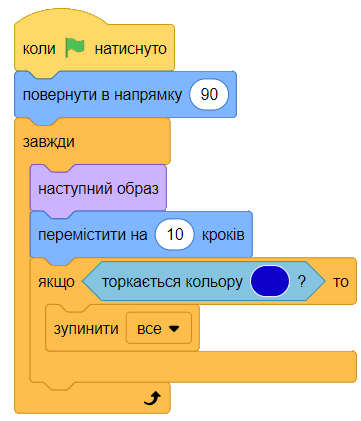 коли натиснуто
повернути в напрямку 90
завжди
наступний образ
перемістити на 10 кроків
якщо торкається кольору ? то
зупинити все